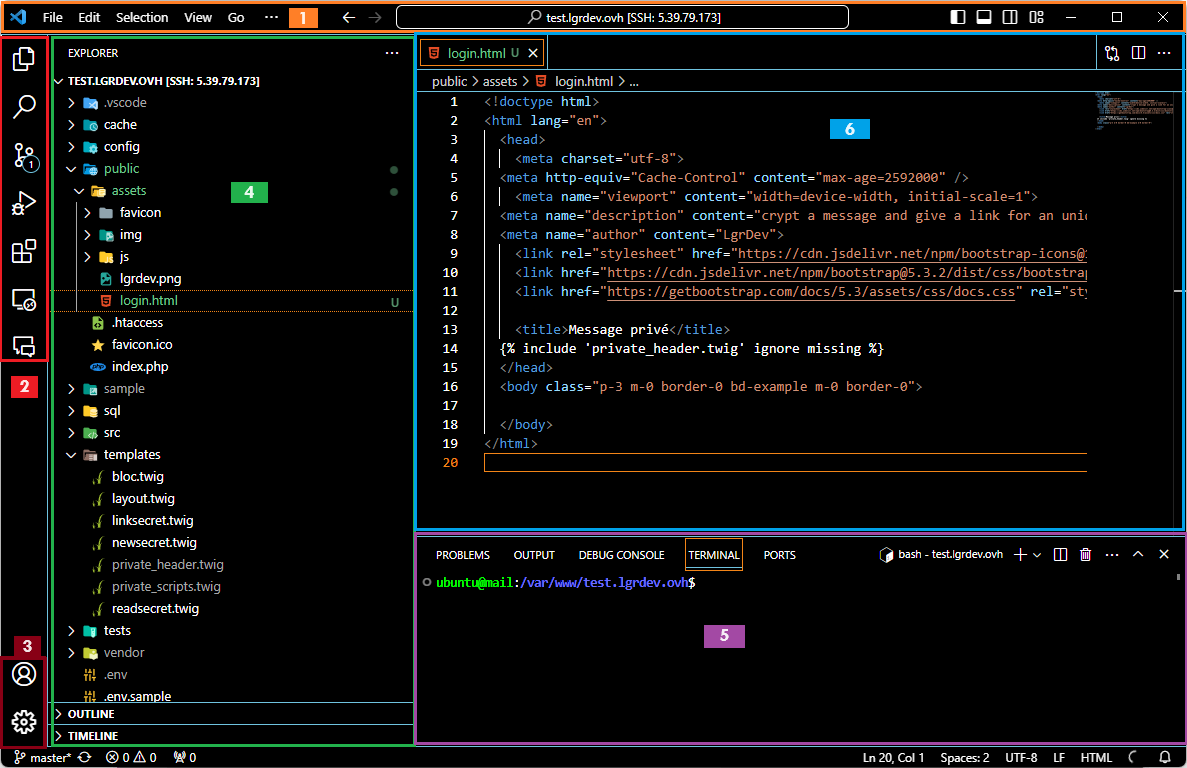 File Edit Selection View Go ··· 1 test.lgrdev.ovh [SSH: 5.39.79.173]
EXPLORER ···
TEST.LGRDEV.OVH [SSH: 5.39.79.173]
.vscode
cache
config
public
assets
4
favicon
img
js
lgrdev.png
login.html U
.htaccess
favicon.ico
index.php
sample
sql
src
templates
bloc.twig
layout.twig
linksecret.twig
newsecret.twig
private_header.twig
private_scripts.twig
readsecret.twig
tests
vendor
.env
.env.sample
OUTLINE
TIMELINE
1
2
3
login.html U
public > assets > login.html > ...
6
1 <!doctype html>
2 <html lang="en">
3 <head>
4 <meta charset="utf-8">
5 <meta http-equiv="Cache-Control" content="max-age=2592000" />
6 <meta name="viewport" content="width=device-width, initial-scale=1">
7 <meta name="description" content="crypt a message and give a link for an
8 <meta name="author" content="LgrDev">
9 <link rel="stylesheet" href="https://cdn.jsdelivr.net/npm/bootstrap-icons@
10 <link href="https://cdn.jsdelivr.net/npm/bootstrap@5.3.2/dist/css/bootstrap
11 <link href="https://getbootstrap.com/docs/5.3/assets/css/docs.css" rel="sty
12
13 <title>Message privé</title>
14 {% include 'private_header.twig' ignore missing %}
15 </head>
16 <body class="p-3 m-0 border-0 bd-example m-0 border-0">
17
18 </body>
19 </html>
20
PROBLEMS OUTPUT DEBUG CONSOLE TERMINAL PORTS bash - test.lgrdev.ovh
ubuntu@mail:/var/www/test.lgrdev.ovh$
5
master* 0 0 0 Ln 20, Col 1 Spaces: 2 UTF-8 LF HTML